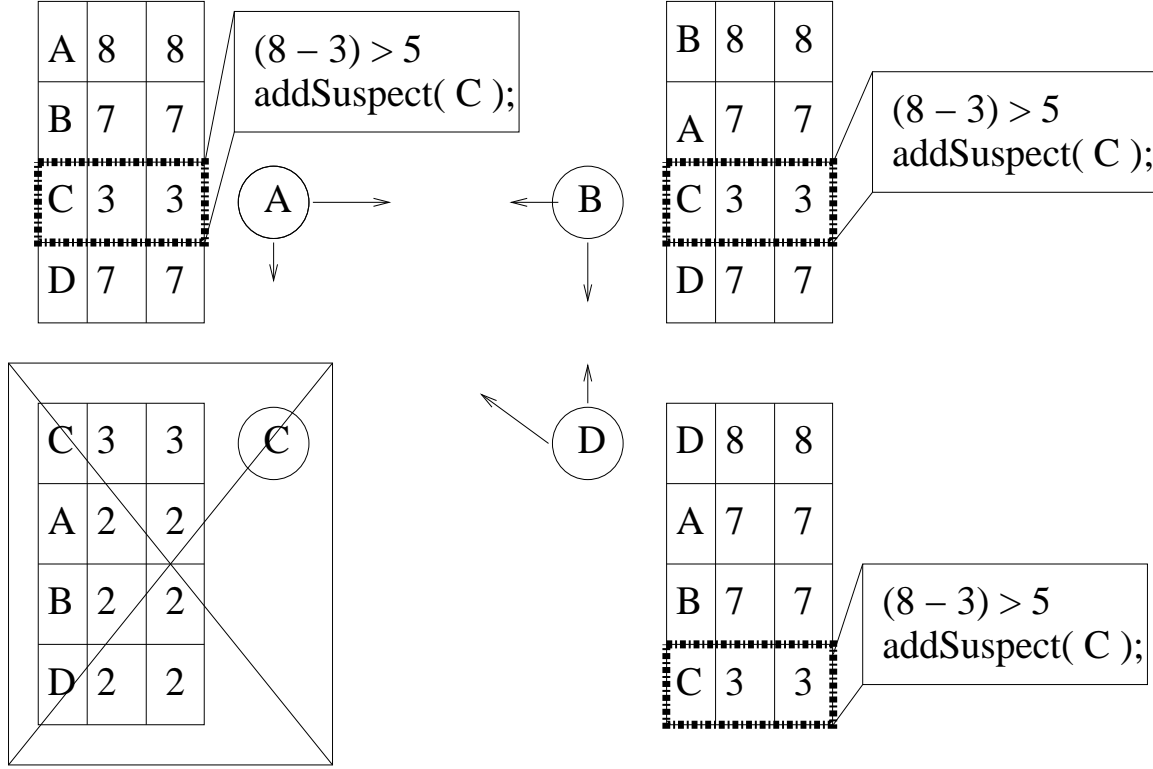 A 8 8
B 7 7
C 3 3
D 7 7
(8 – 3) > 5
addSuspect( C );
A
B
B 8 8
A 7 7
C 3 3
D 7 7
(8 – 3) > 5
addSuspect( C );
C 3 3
A 2 2
B 2 2
D 2 2
C
D
D 8 8
A 7 7
B 7 7
C 3 3
(8 – 3) > 5
addSuspect( C );